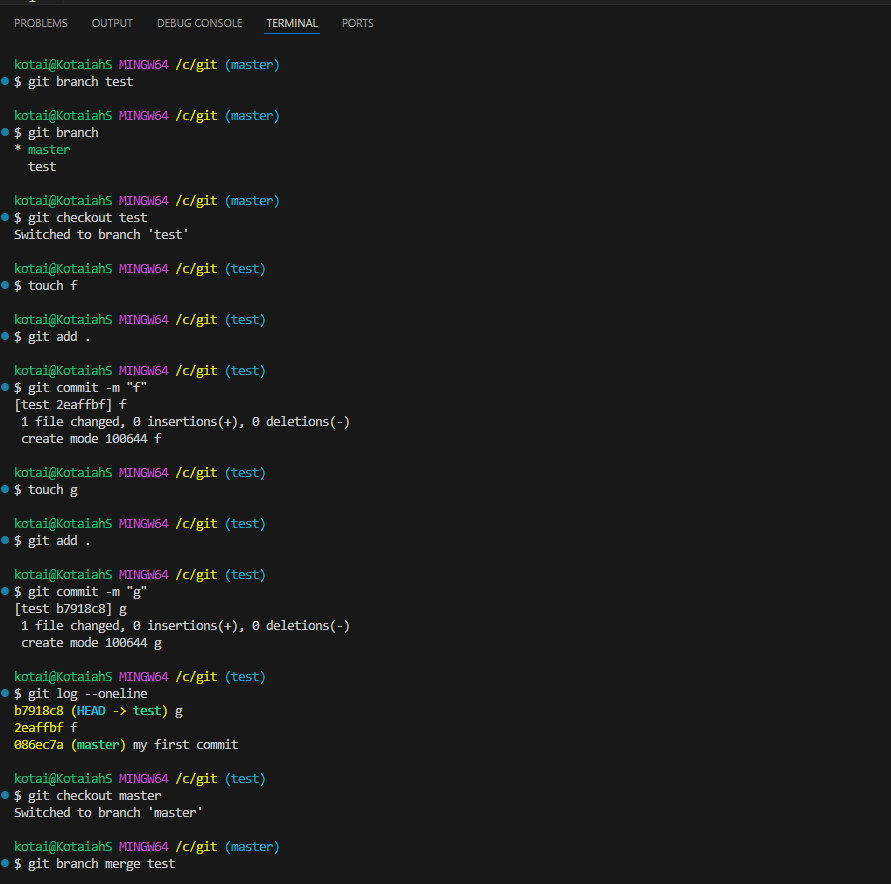 PROBLEMS OUTPUT DEBUG CONSOLE TERMINAL PORTS
kotai@KotaiahS MINGW64 /c/git (master)
$ git branch test
kotai@KotaiahS MINGW64 /c/git (master)
$ git branch
* master
  test
kotai@KotaiahS MINGW64 /c/git (master)
$ git checkout test
Switched to branch 'test'
kotai@KotaiahS MINGW64 /c/git (test)
$ touch f
kotai@KotaiahS MINGW64 /c/git (test)
$ git add .
kotai@KotaiahS MINGW64 /c/git (test)
$ git commit -m "f"
[test 2eaffbf] f
 1 file changed, 0 insertions(+), 0 deletions(-)
 create mode 100644 f
kotai@KotaiahS MINGW64 /c/git (test)
$ touch g
kotai@KotaiahS MINGW64 /c/git (test)
$ git add .
kotai@KotaiahS MINGW64 /c/git (test)
$ git commit -m "g"
[test b7918c8] g
 1 file changed, 0 insertions(+), 0 deletions(-)
 create mode 100644 g
kotai@KotaiahS MINGW64 /c/git (test)
$ git log --oneline
b7918c8 (HEAD -> test) g
2eaffbf f
086ec7a (master) my first commit
kotai@KotaiahS MINGW64 /c/git (test)
$ git checkout master
Switched to branch 'master'
kotai@KotaiahS MINGW64 /c/git (master)
$ git branch merge test